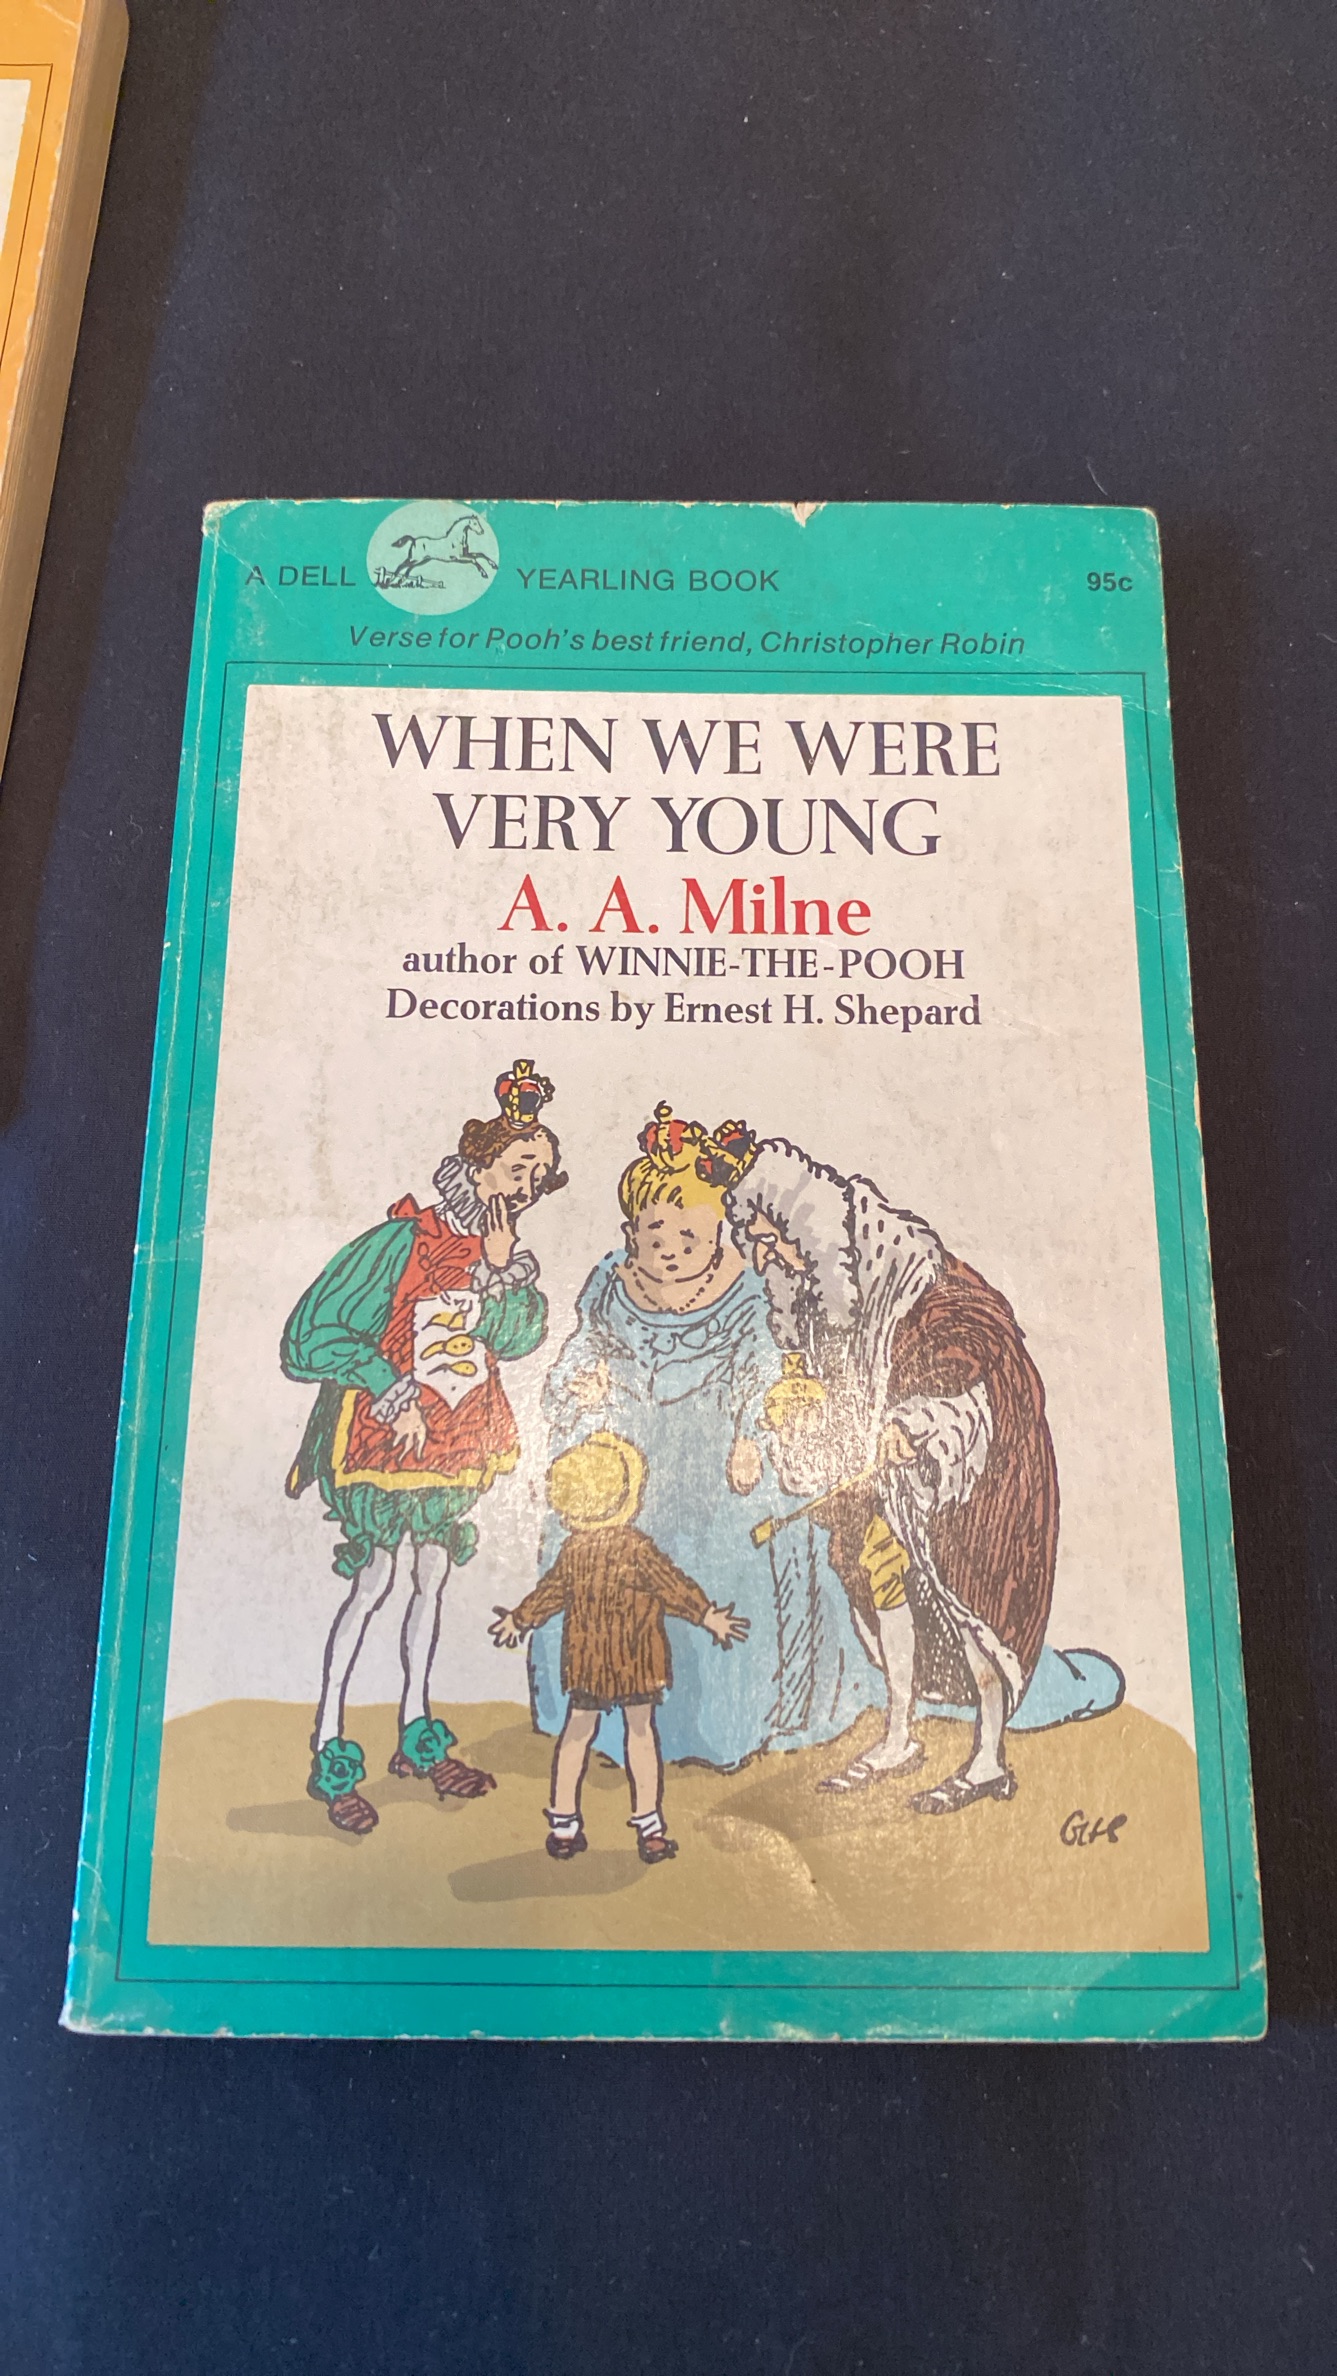 A DELL YEARLING BOOK 95c
Verse for Pooh's best friend, Christopher Robin
WHEN WE WERE
VERY YOUNG
A. A. Milne
author of WINNIE-THE-POOH
Decorations by Ernest H. Shepard